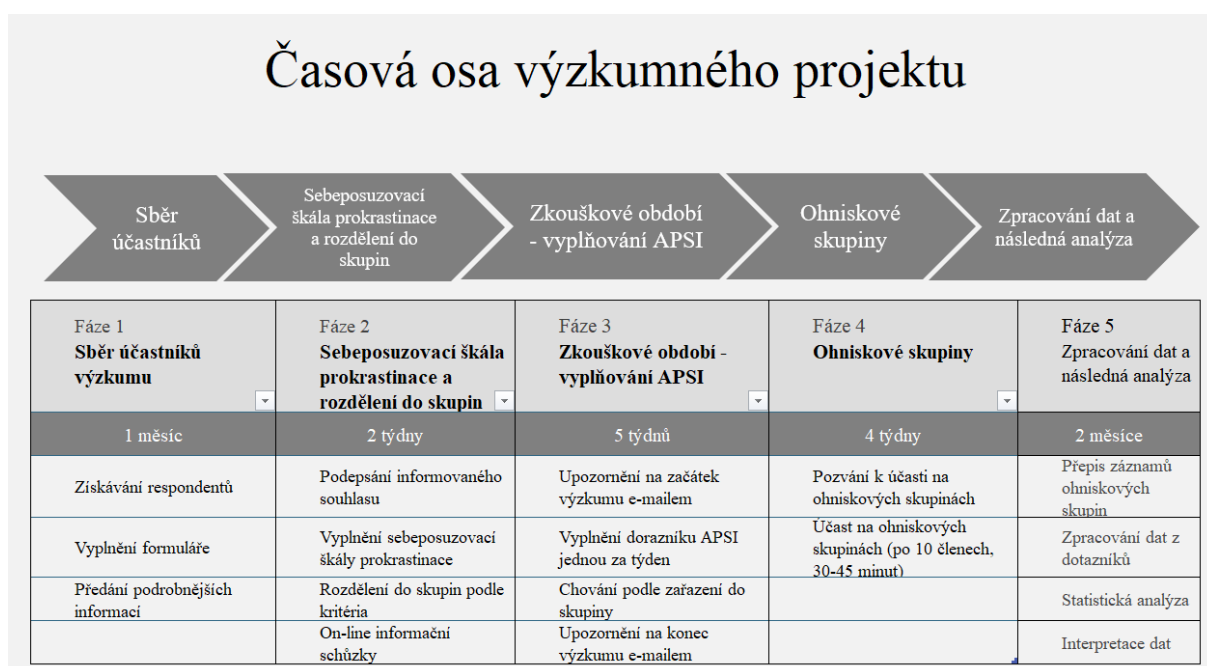 Časová osa výzkumného projektu
Sběr
účastníků
Sebeposuzovací
škála prokrastinace
a rozdělení do
skupin
Zkouškové období
- vyplňování APSI
Ohniskové
skupiny
Zpracování dat a
následná analýza
Fáze 1
Sběr účastníků
výzkumu
Fáze 2
Sebeposuzovací škála
prokrastinace a
rozdělení do skupin
Fáze 3
Zkouškové období -
vyplňování APSI
Fáze 4
Ohniskové skupiny
Fáze 5
Zpracování dat a
následná analýza
1 měsíc
2 týdny
5 týdnů
4 týdny
2 měsíce
Získávání respondentů
Podepsání informovaného
souhlasu
Upozornění na začátek
výzkumu e-mailem
Pozvání k účasti na
ohniskových skupinách
Přepis záznamů
ohniskových
skupin
Vyplnění formuláře
Vyplnění sebeposuzovací
škály prokrastinace
Vyplnění dorazníku APSI
jednou za týden
Účast na ohniskových
skupinách (po 10 členech,
30-45 minut)
Zpracování dat z
dotazníků
Předání podrobnějších
informací
Rozdělení do skupin podle
kritéria
Chování podle zařazení do
skupiny
Statistická analýza
On-line informační
schůzky
Upozornění na konec
výzkumu e-mailem
Interpretace dat